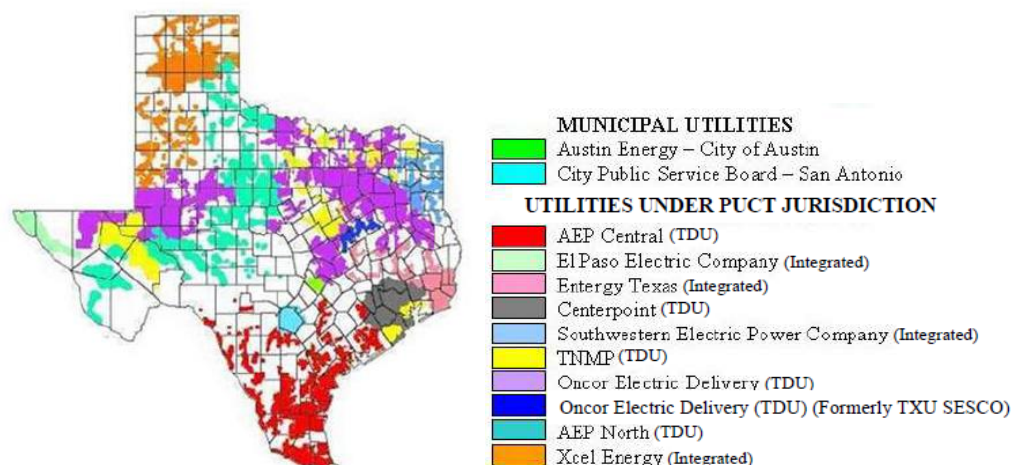 MUNICIPAL UTILITIES
Austin Energy – City of Austin
City Public Service Board – San Antonio
UTILITIES UNDER PUCT JURISDICTION
AEP Central (TDU)
El Paso Electric Company (Integrated)
Entergy Texas (Integrated)
Centerpoint (TDU)
Southwestern Electric Power Company (Integrated)
TNMP (TDU)
Oncor Electric Delivery (TDU)
Oncor Electric Delivery (TDU) (Formerly TXU SESCO)
AEP North (TDU)
Xcel Energy (Integrated)